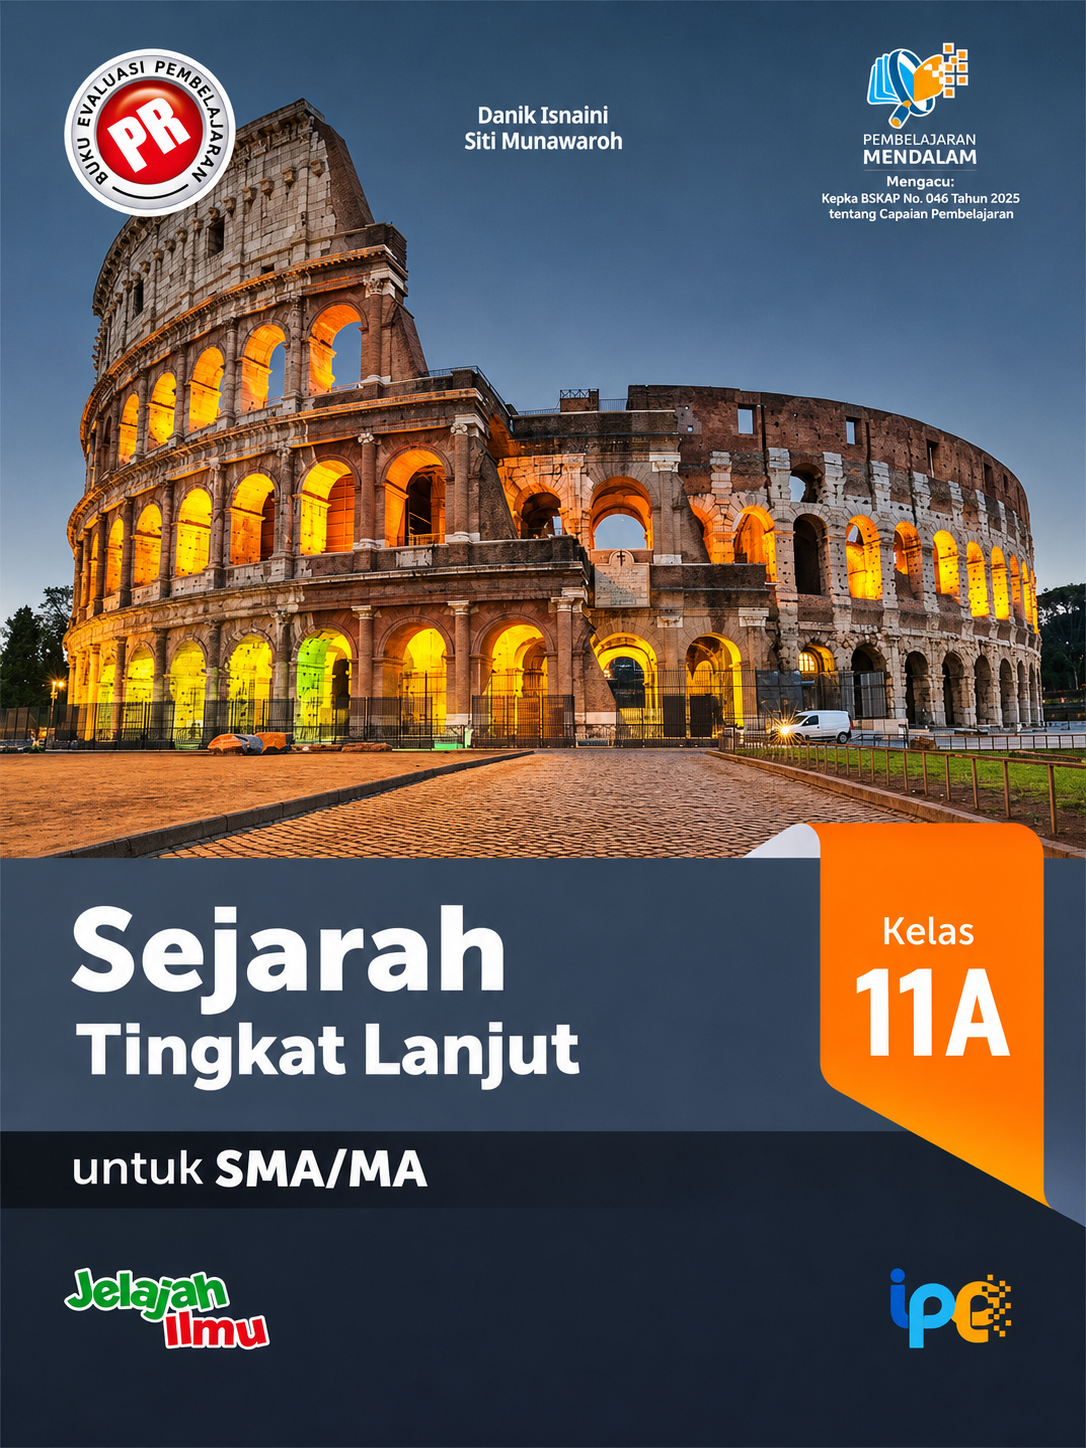 BUKU EVALUASI PEMBELAJARAN
PR
Danik Isnaini
Siti Munawaroh
PEMBELAJARAN
MENDALAM
Mengacu:
Kepka BSKAP No. 046 Tahun 2025
tentang Capaian Pembelajaran
Sejarah
Tingkat Lanjut
Kelas
11A
untuk SMA/MA
Jelajah
Ilmu
ipe